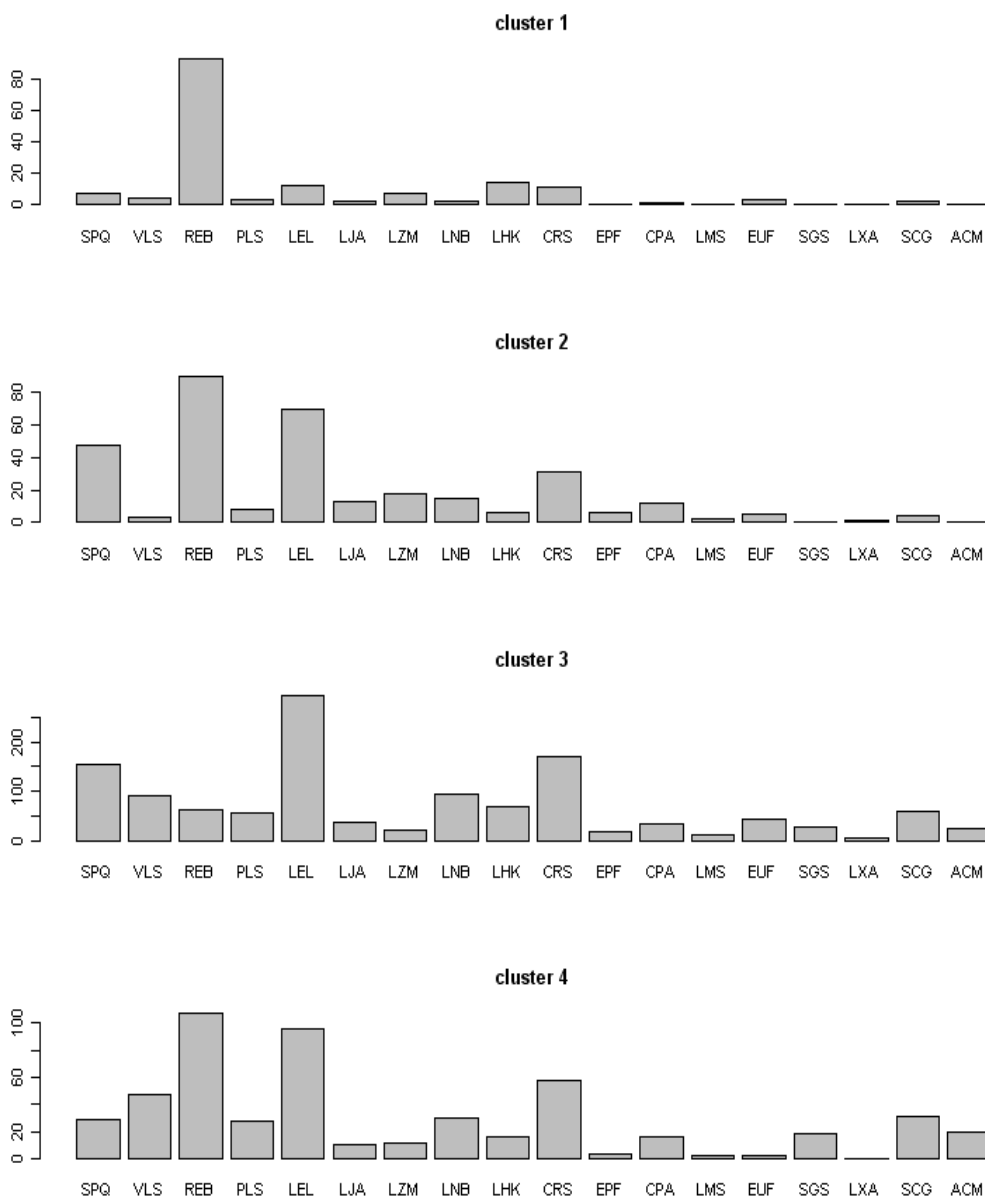 cluster 1
80
60
40
20
0
SPQ VLS REB PLS LEL LJA LZM LNB LHK CRS EPF CPA LMS EUF SGS LXA SCG ACM
cluster 2
80
60
40
20
0
SPQ VLS REB PLS LEL LJA LZM LNB LHK CRS EPF CPA LMS EUF SGS LXA SCG ACM
cluster 3
200
100
0
SPQ VLS REB PLS LEL LJA LZM LNB LHK CRS EPF CPA LMS EUF SGS LXA SCG ACM
cluster 4
100
60
20
0
SPQ VLS REB PLS LEL LJA LZM LNB LHK CRS EPF CPA LMS EUF SGS LXA SCG ACM